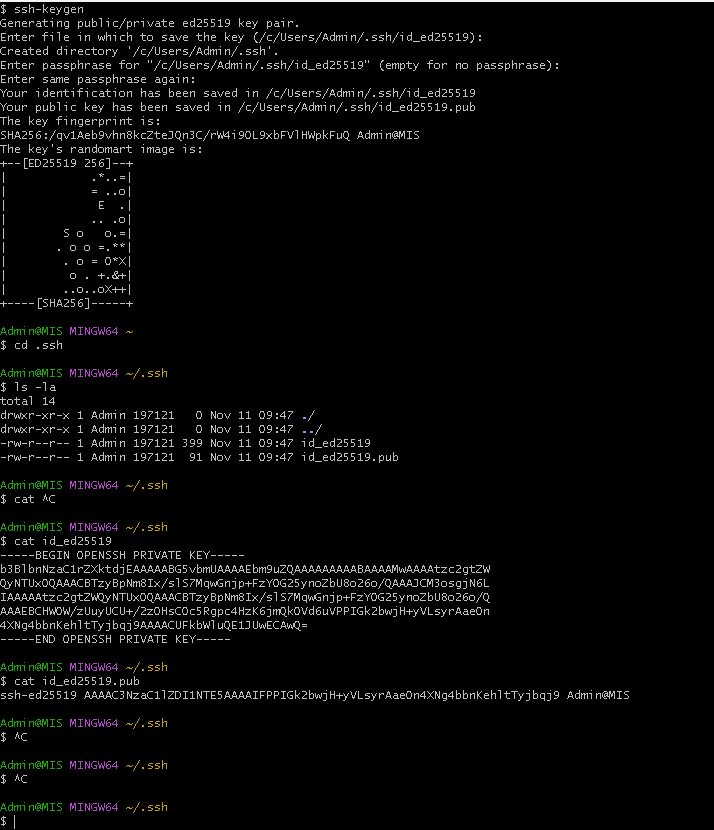 $ ssh-keygen
Generating public/private ed25519 key pair.
Enter file in which to save the key (/c/Users/Admin/.ssh/id_ed25519):
Created directory '/c/Users/Admin/.ssh'.
Enter passphrase for "/c/Users/Admin/.ssh/id_ed25519" (empty for no passphrase):
Enter same passphrase again:
Your identification has been saved in /c/Users/Admin/.ssh/id_ed25519
Your public key has been saved in /c/Users/Admin/.ssh/id_ed25519.pub
The key fingerprint is:
SHA256:/qv1Aeb9vhn8kcZteJQn3C/rW4i9OL9xbFVlHWpkFuQ Admin@MIS
The key's randomart image is:
+--[ED25519 256]--+
|            .*..=|
|            = ..o|
|             E  .|
|            .. .o|
|        S o   o.=|
|       . o o =.**|
|        . o = O*X|
|         o . +.&+|
|        ..o..oX++|
+----[SHA256]-----+
Admin@MIS MINGW64 ~
$ cd .ssh
Admin@MIS MINGW64 ~/.ssh
$ ls -la
total 14
drwxr-xr-x 1 Admin 197121   0 Nov 11 09:47 ./
drwxr-xr-x 1 Admin 197121   0 Nov 11 09:47 ../
-rw-r--r-- 1 Admin 197121 399 Nov 11 09:47 id_ed25519
-rw-r--r-- 1 Admin 197121  91 Nov 11 09:47 id_ed25519.pub
Admin@MIS MINGW64 ~/.ssh
$ cat ^C
Admin@MIS MINGW64 ~/.ssh
$ cat id_ed25519
-----BEGIN OPENSSH PRIVATE KEY-----
b3BlbnNzaC1rZXktdjEAAAAABG5vbmUAAAAEbm9uZQAAAAAAAAABAAAAMwAAAAtzc2gtZW
QyNTUxOQAAACBTzyBpNm8Ix/slS7MqwGnjp+FzYOG25ynoZbU8o26o/QAAAJCM3osgjN6L
IAAAAAtzc2gtZWQyNTUxOQAAACBTzyBpNm8Ix/slS7MqwGnjp+FzYOG25ynoZbU8o26o/Q
AAAEBCHWOW/zUuyUCU+/2zOHsCOc5Rgpc4HzK6jmQkOVd6uVPPIGk2bwjH+yVLsyrAaeOn
4XNg4bbnKehltTyjbqj9AAAACUFkbWluQE1JUwECAwQ=
-----END OPENSSH PRIVATE KEY-----
Admin@MIS MINGW64 ~/.ssh
$ cat id_ed25519.pub
ssh-ed25519 AAAAC3NzaC1lZDI1NTE5AAAAIFPPIGk2bwjH+yVLsyrAaeOn4XNg4bbnKehltTyjbqj9 Admin@MIS
Admin@MIS MINGW64 ~/.ssh
$ ^C
Admin@MIS MINGW64 ~/.ssh
$ ^C
Admin@MIS MINGW64 ~/.ssh
$